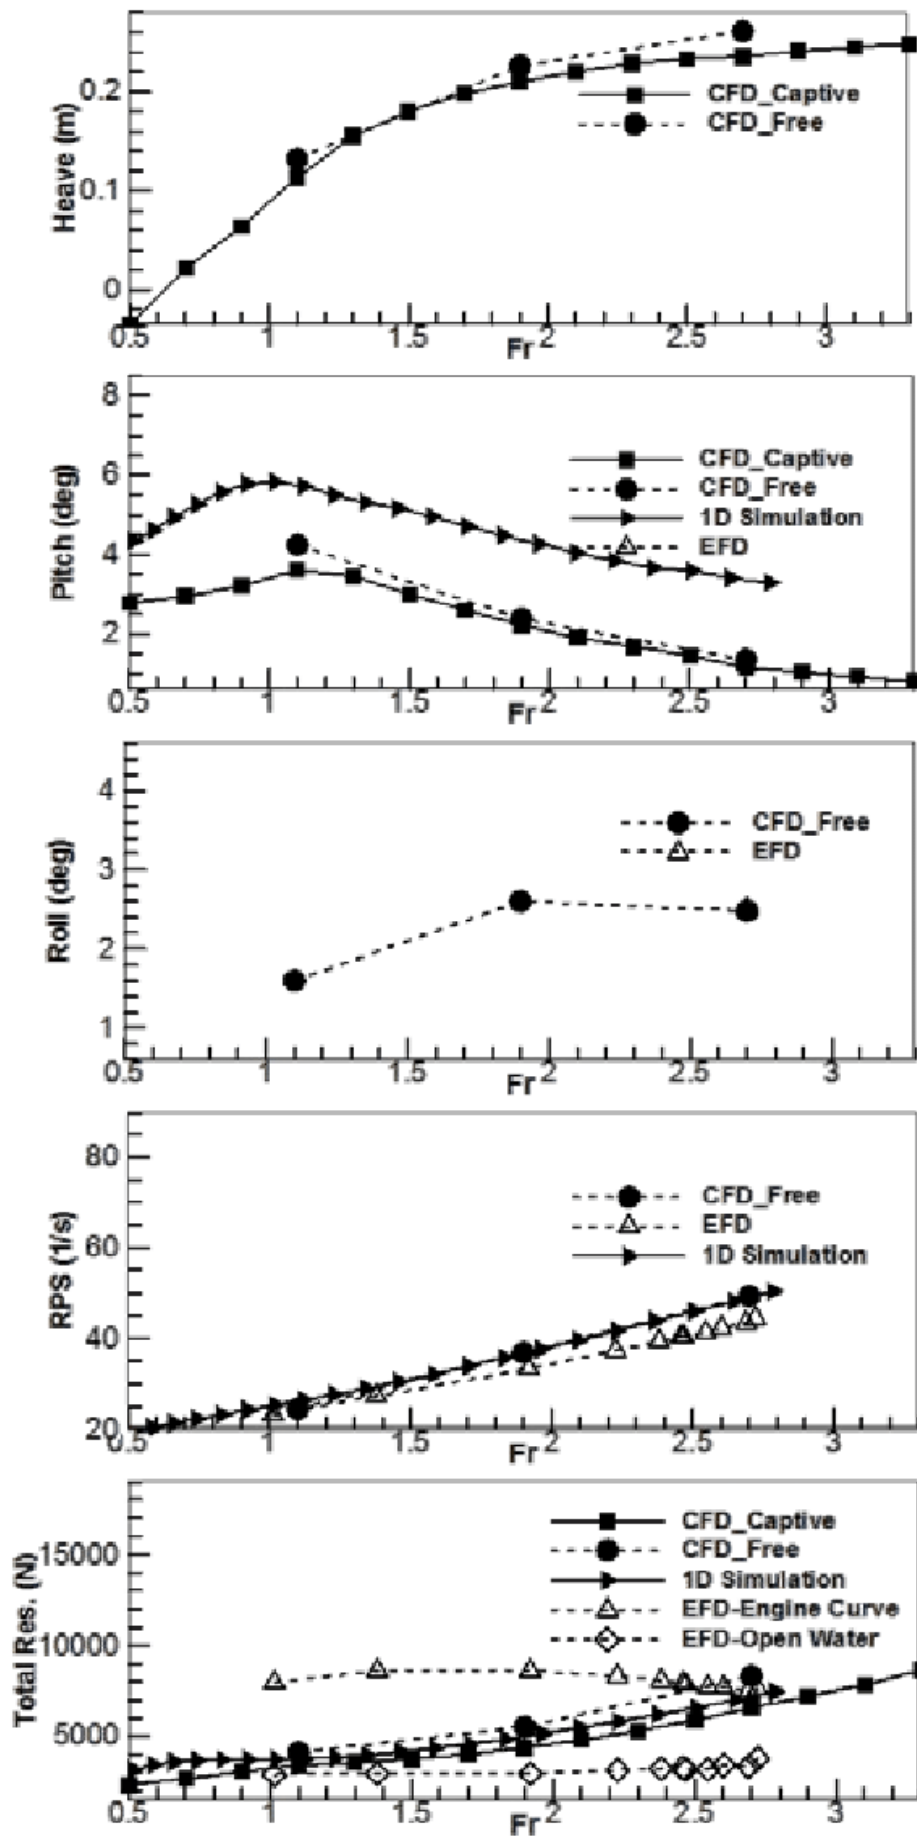 Heave (m)
0.2
0.1
0
CFD_Captive
CFD_Free
0.5 1 1.5 2 2.5 3
Fr
Pitch (deg)
8
6
4
2
CFD_Captive
CFD_Free
1D Simulation
EFD
0.5 1 1.5 2 2.5 3
Fr
Roll (deg)
4
3
2
1
CFD_Free
EFD
0.5 1 1.5 2 2.5 3
Fr
RPS (1/s)
80
60
40
20
CFD_Free
EFD
1D Simulation
0.5 1 1.5 2 2.5 3
Fr
Total Res. (N)
15000
10000
5000
CFD_Captive
CFD_Free
1D Simulation
EFD-Engine Curve
EFD-Open Water
0.5 1 1.5 2 2.5 3
Fr